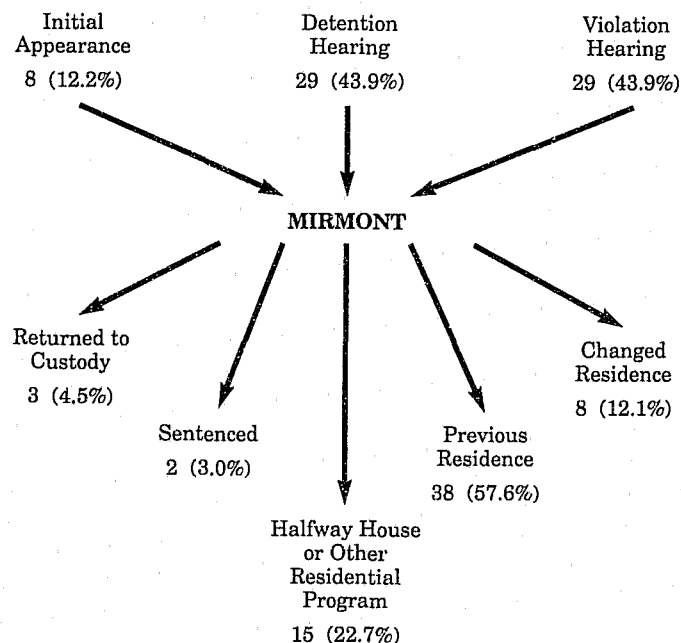 Initial
Appearance
8 (12.2%)
Detention
Hearing
29 (43.9%)
Violation
Hearing
29 (43.9%)
MIRMONT
Returned to
Custody
3 (4.5%)
Sentenced
2 (3.0%)
Halfway House
or Other
Residential
Program
15 (22.7%)
Previous
Residence
38 (57.6%)
Changed
Residence
8 (12.1%)